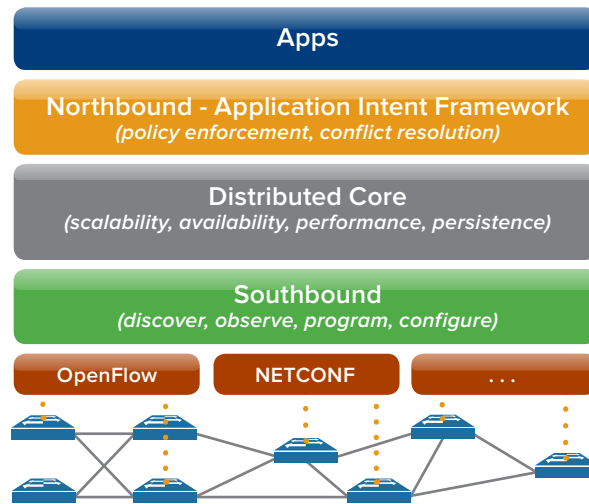 Apps
Northbound - Application Intent Framework
(policy enforcement, conflict resolution)
Distributed Core
(scalability, availability, performance, persistence)
Southbound
(discover, observe, program, configure)
OpenFlow
NETCONF
. . .